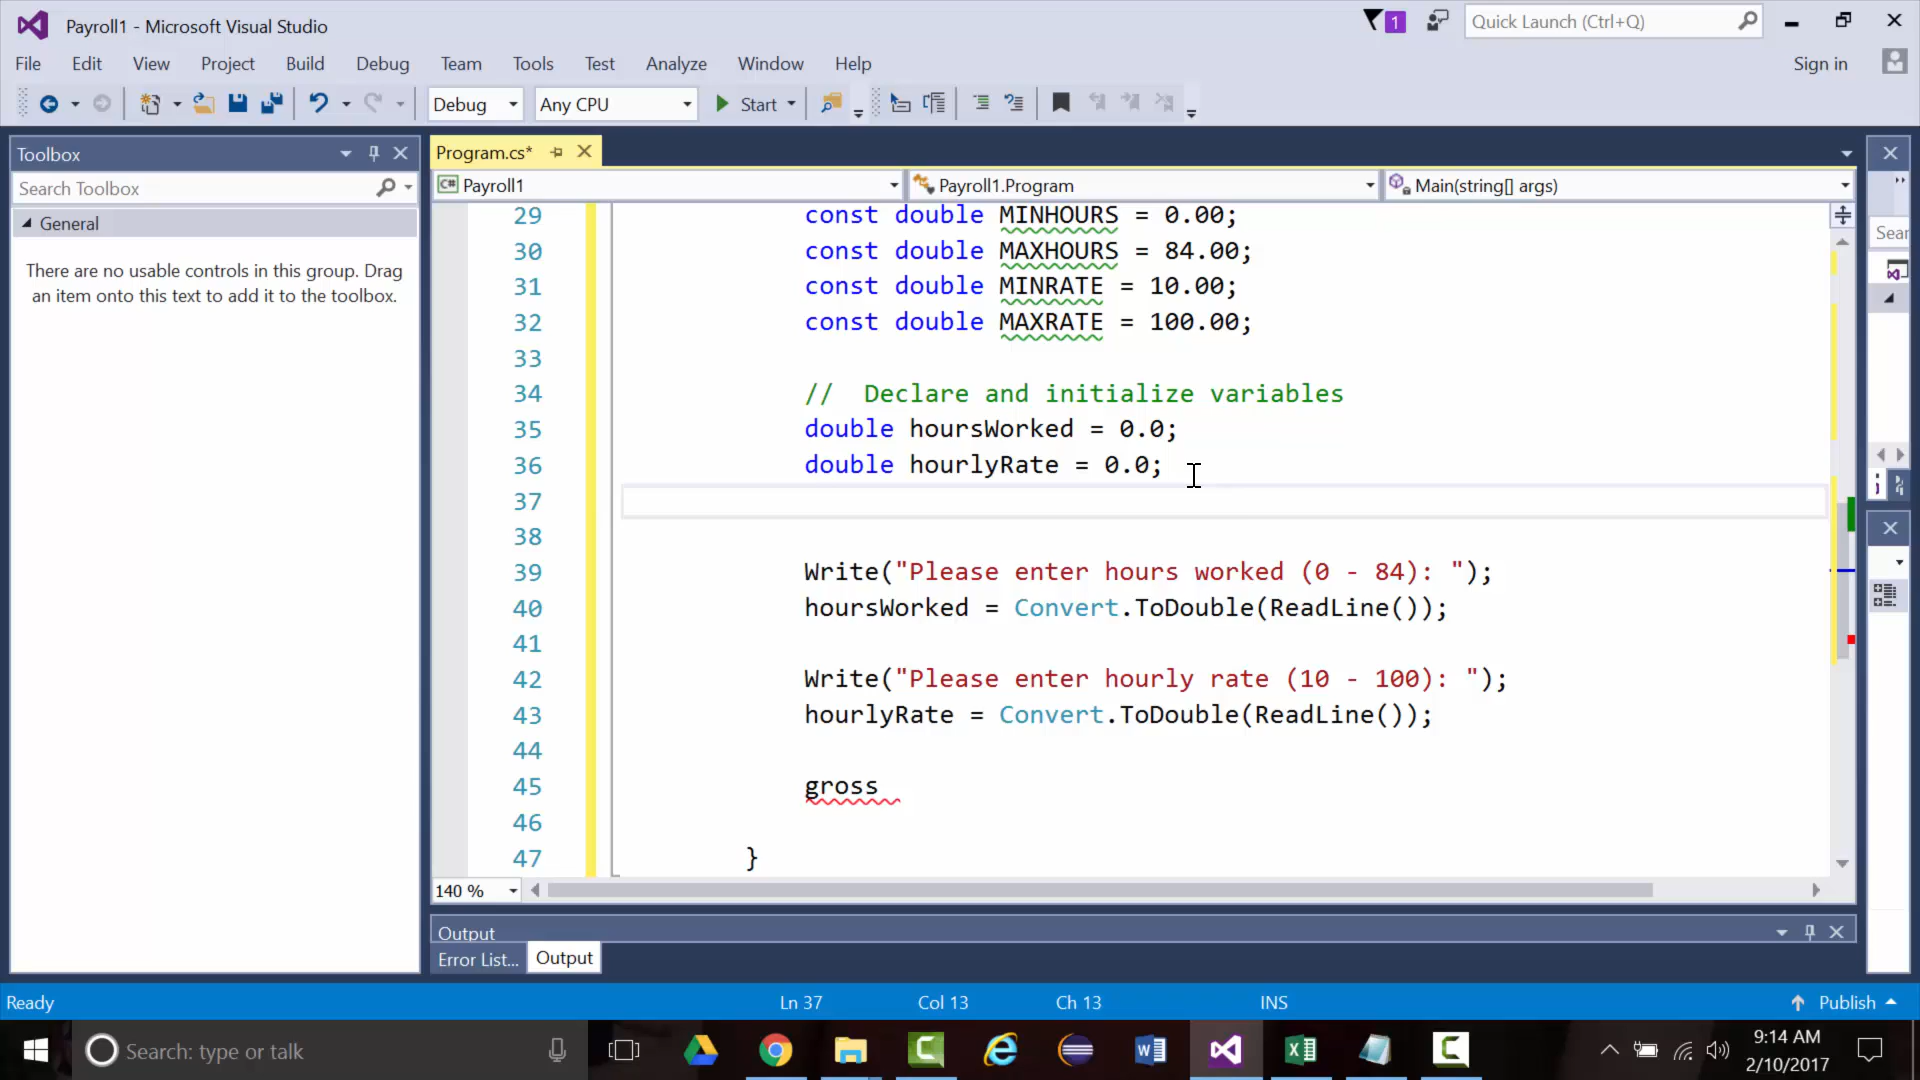 Payroll1 - Microsoft Visual Studio
1
Quick Launch (Ctrl+Q)
File Edit View Project Build Debug Team Tools Test Analyze Window Help
Sign in
Debug Any CPU Start
Toolbox
Search Toolbox
General
There are no usable controls in this group. Drag
an item onto this text to add it to the toolbox.
Program.cs*
C# Payroll1 Payroll1.Program Main(string[] args)
Sear
29 const double MINHOURS = 0.00;
30 const double MAXHOURS = 84.00;
31 const double MINRATE = 10.00;
32 const double MAXRATE = 100.00;
33
34 // Declare and initialize variables
35 double hoursWorked = 0.0;
36 double hourlyRate = 0.0;
37
38
39 Write("Please enter hours worked (0 - 84): ");
40 hoursWorked = Convert.ToDouble(ReadLine());
41
42 Write("Please enter hourly rate (10 - 100): ");
43 hourlyRate = Convert.ToDouble(ReadLine());
44
45 gross
46
47 }
140 %
Output
Error List... Output
Ready Ln 37 Col 13 Ch 13 INS Publish
Search: type or talk
9:14 AM
2/10/2017